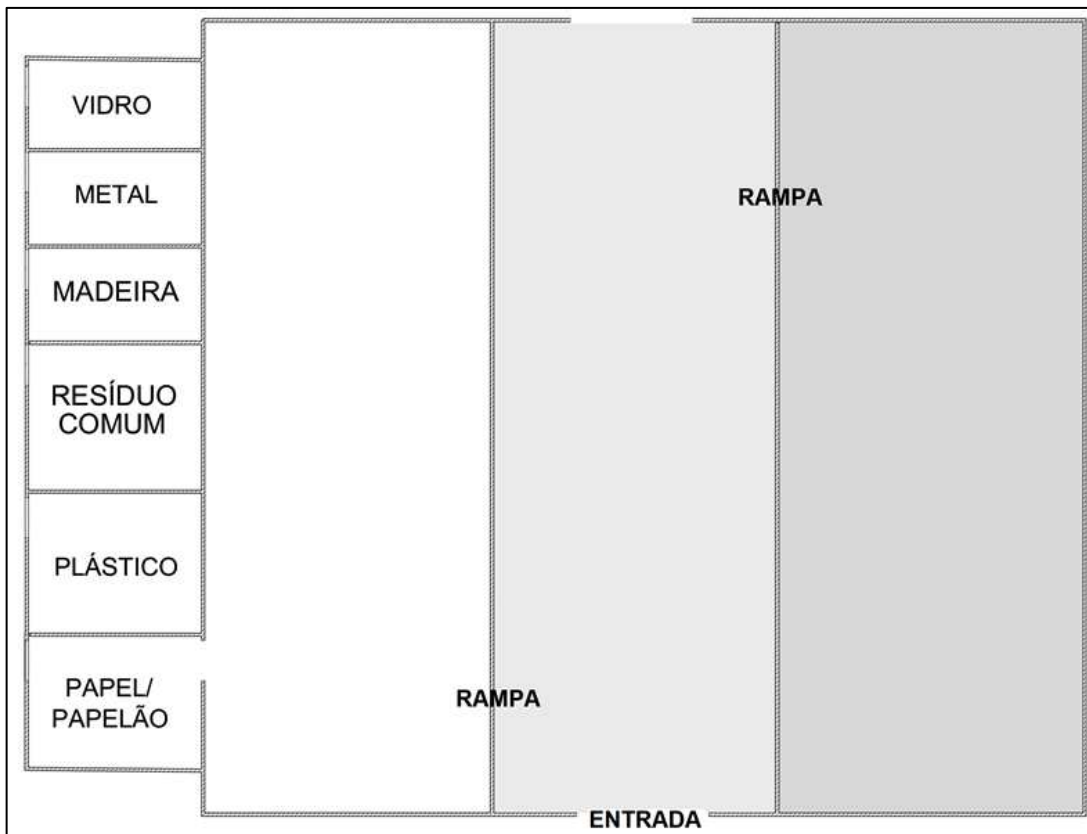 VIDRO
METAL
RAMPA
MADEIRA
RESÍDUO
COMUM
PLÁSTICO
PAPEL/
PAPELÃO
RAMPA
ENTRADA